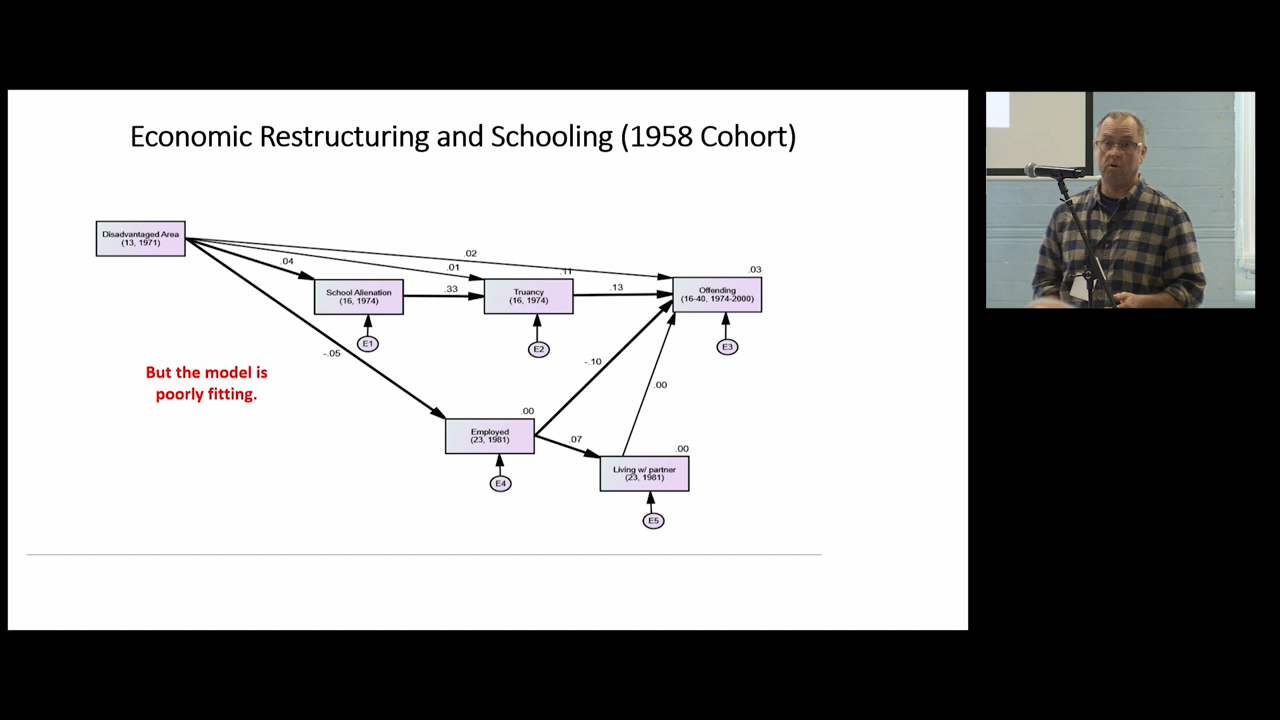 Economic Restructuring and Schooling (1958 Cohort)
Disadvantaged Area
(13, 1971)
.02
.03
.04
.01
.11
School Alienation
(16, 1974)
.33
Truancy
(16, 1974)
.13
Offending
(16-40, 1974-2000)
E1
E2
E3
-.05
-.10
.00
But the model is
poorly fitting.
.00
Employed
(23, 1981)
.07
.00
Living w/ partner
(23, 1981)
E4
E5